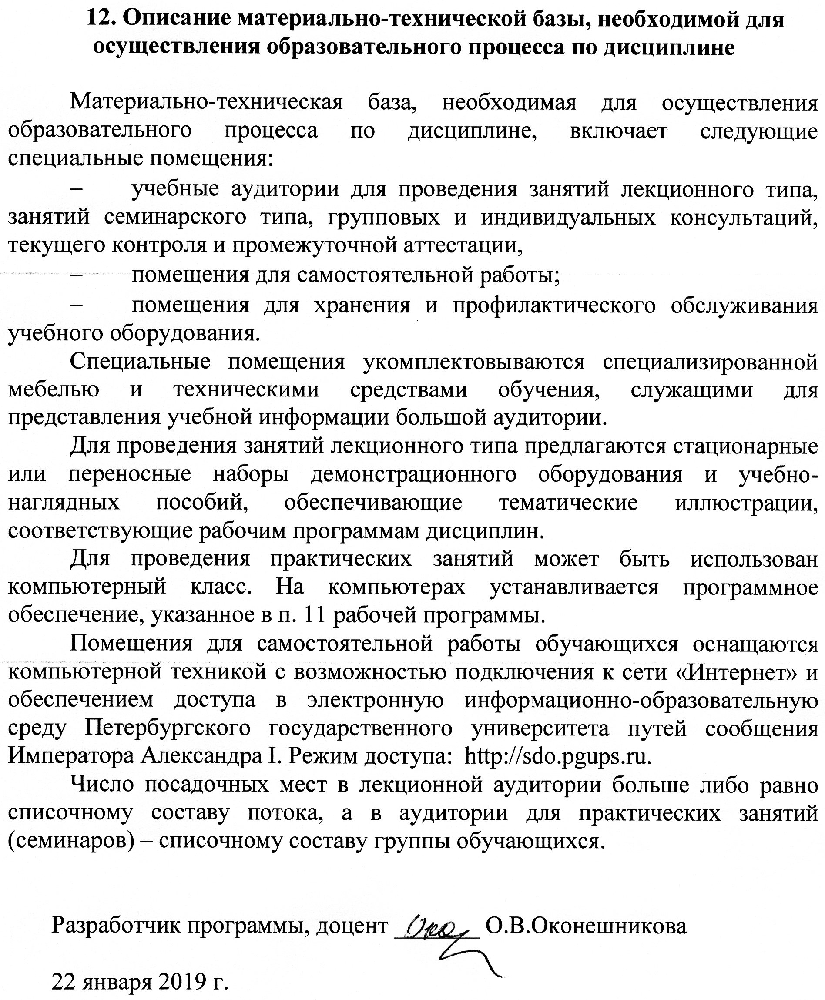 12. Описание материально-технической базы, необходимой для
осуществления образовательного процесса по дисциплине
Материально-техническая база, необходимая для осуществления
образовательного процесса по дисциплине, включает следующие
специальные помещения:
– учебные аудитории для проведения занятий лекционного типа,
занятий семинарского типа, групповых и индивидуальных консультаций,
текущего контроля и промежуточной аттестации,
– помещения для самостоятельной работы;
– помещения для хранения и профилактического обслуживания
учебного оборудования.
Специальные помещения укомплектовываются специализированной
мебелью и техническими средствами обучения, служащими для
представления учебной информации большой аудитории.
Для проведения занятий лекционного типа предлагаются стационарные
или переносные наборы демонстрационного оборудования и учебно-
наглядных пособий, обеспечивающие тематические иллюстрации,
соответствующие рабочим программам дисциплин.
Для проведения практических занятий может быть использован
компьютерный класс. На компьютерах устанавливается программное
обеспечение, указанное в п. 11 рабочей программы.
Помещения для самостоятельной работы обучающихся оснащаются
компьютерной техникой с возможностью подключения к сети «Интернет» и
обеспечением доступа в электронную информационно-образовательную
среду Петербургского государственного университета путей сообщения
Императора Александра I. Режим доступа: http://sdo.pgups.ru.
Число посадочных мест в лекционной аудитории больше либо равно
списочному составу потока, а в аудитории для практических занятий
(семинаров) – списочному составу группы обучающихся.
Разработчик программы, доцент О.В.Оконешникова
22 января 2019 г.